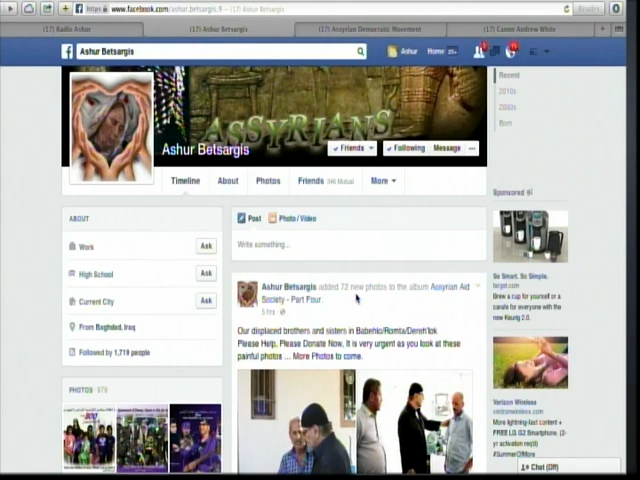 https www.facebook.com/ashur.betsargis.9 — (17) Ashur Betsargis
Reader
(17) Radio Ashur
(17) Ashur Betsargis
(17) Assyrian Democratic Movement
(17) Canon Andrew White
Ashur Betsargis
Ashur Home
ASSYRIANS
Ashur Betsargis
Friends Following Message ...
Timeline About Photos Friends 346 Mutual More
Recent
2010s
2000s
Born
ABOUT
Work Ask
High School Ask
Current City Ask
From Baghdad, Iraq
Followed by 1,719 people
PHOTOS · 976
Post Photo / Video
Write something...
Ashur Betsargis added 72 new photos to the album Assyrian Aid
Society - Part Four.
5 hrs ·
Our displaced brothers and sisters in Babehlo/Romta/Dereh'lok
Please Help, Please Donate Now, It is very urgent as you look at these
painful photos ... More Photos to come.
Sponsored
So Smart. So Simple.
target.com
Brew a cup for yourself or a
carafe for everyone with the
new Keurig 2.0.
Verizon Wireless
verizonwireless.com
More lightning-fast content +
FREE LG G2 Smartphone. (2-
yr activation req'd)
#SummerOfMore
Chat (Off)